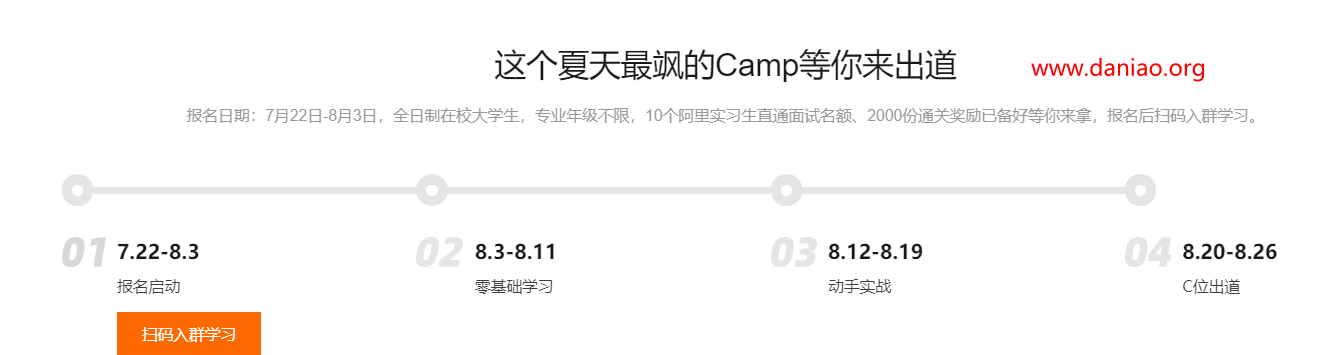 这个夏天最飒的Camp等你来出道
www.daniao.org
报名日期：7月22日-8月3日，全日制在校大学生，专业年级不限，10个阿里实习生直通面试名额、2000份通关奖励已备好等你来拿，报名后扫码入群学习。
01 7.22-8.3
报名启动
扫码入群学习
02 8.3-8.11
零基础学习
03 8.12-8.19
动手实战
04 8.20-8.26
C位出道